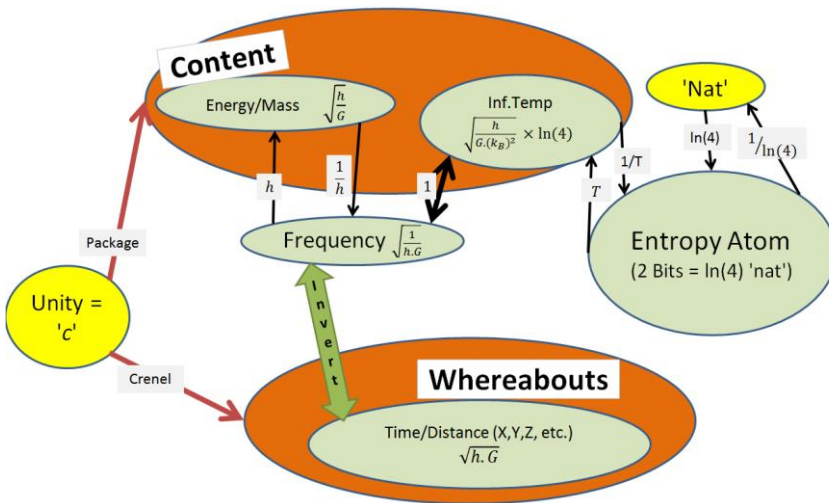 Content
Energy/Mass √(h/G)
Inf.Temp
√(h/(G.(k_B)²)) × ln(4)
'Nat'
ln(4)
1/ln(4)
h
1/h
1
1/T
T
Frequency √(1/(h.G))
Entropy Atom
(2 Bits = ln(4) 'nat')
Package
Unity =
'c'
Crenel
Invert
Whereabouts
Time/Distance (X,Y,Z, etc.)
√(h.G)